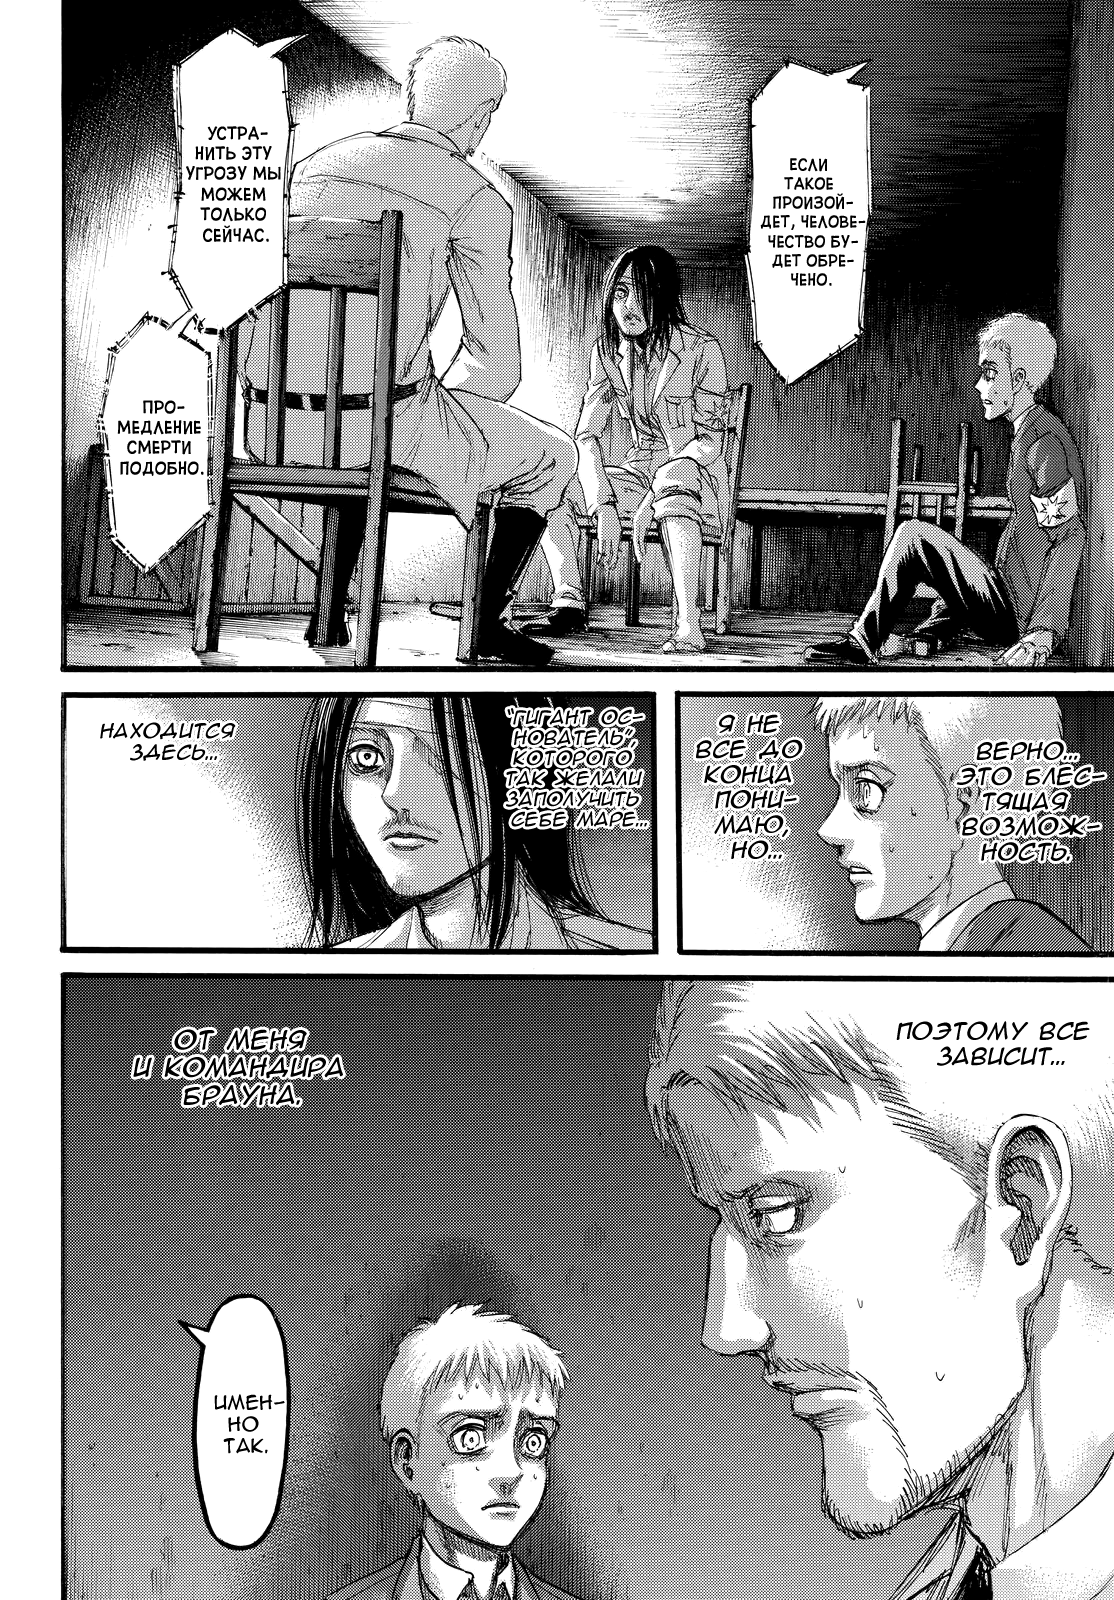 ЕСЛИ
ТАКОЕ
ПРОИЗОЙ-
ДЕТ, ЧЕЛОВЕ-
ЧЕСТВО БУ-
ДЕТ ОБРЕ-
ЧЕНО.
УСТРА-
НИТЬ ЭТУ
УГРОЗУ МЫ
МОЖЕМ
ТОЛЬКО
СЕЙЧАС.
ПРО-
МЕДЛЕНИЕ
СМЕРТИ
ПОДОБНО.
ВЕРНО...
ЭТО БЛЕС-
ТЯЩАЯ
ВОЗМОЖ-
НОСТЬ.
Я НЕ
ВСЕ ДО
КОНЦА
ПОНИ-
МАЮ,
НО...
"ГИГАНТ ОС-
НОВАТЕЛЬ",
КОТОРОГО
ТАК ЖЕЛАЛИ
ЗАПОЛУЧИТЬ
СЕБЕ МАРЕ...
НАХОДИТСЯ
ЗДЕСЬ...
ПОЭТОМУ ВСЕ
ЗАВИСИТ...
ОТ МЕНЯ
И КОМАНДИРА
БРАУНА.
ИМЕН-
НО
ТАК.